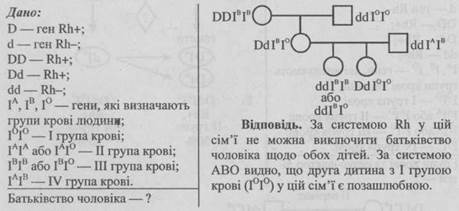 Дано:
D — ген Rh+;
d — ген Rh–;
DD — Rh+;
Dd — Rh+;
dd — Rh–;
I^A, I^B, I^O — гени, які визначають
групи крові людини;
I^O I^O — I група крові;
I^A I^A або I^A I^O — II група крові;
I^B I^B або I^B I^O — III група крові;
I^A I^B — IV група крові.
Батьківство чоловіка — ?
DDI^B I^B ddI^O I^O
DdI^B I^O ddI^A I^B
ddI^B I^B DdI^O I^O
або
ddI^B I^O
Відповідь. За системою Rh у цій
сім’ї не можна виключити батьківство
чоловіка щодо обох дітей. За системою
АВО видно, що друга дитина з I групою
крові (I^O I^O) у цій сім’ї є позашлюбною.